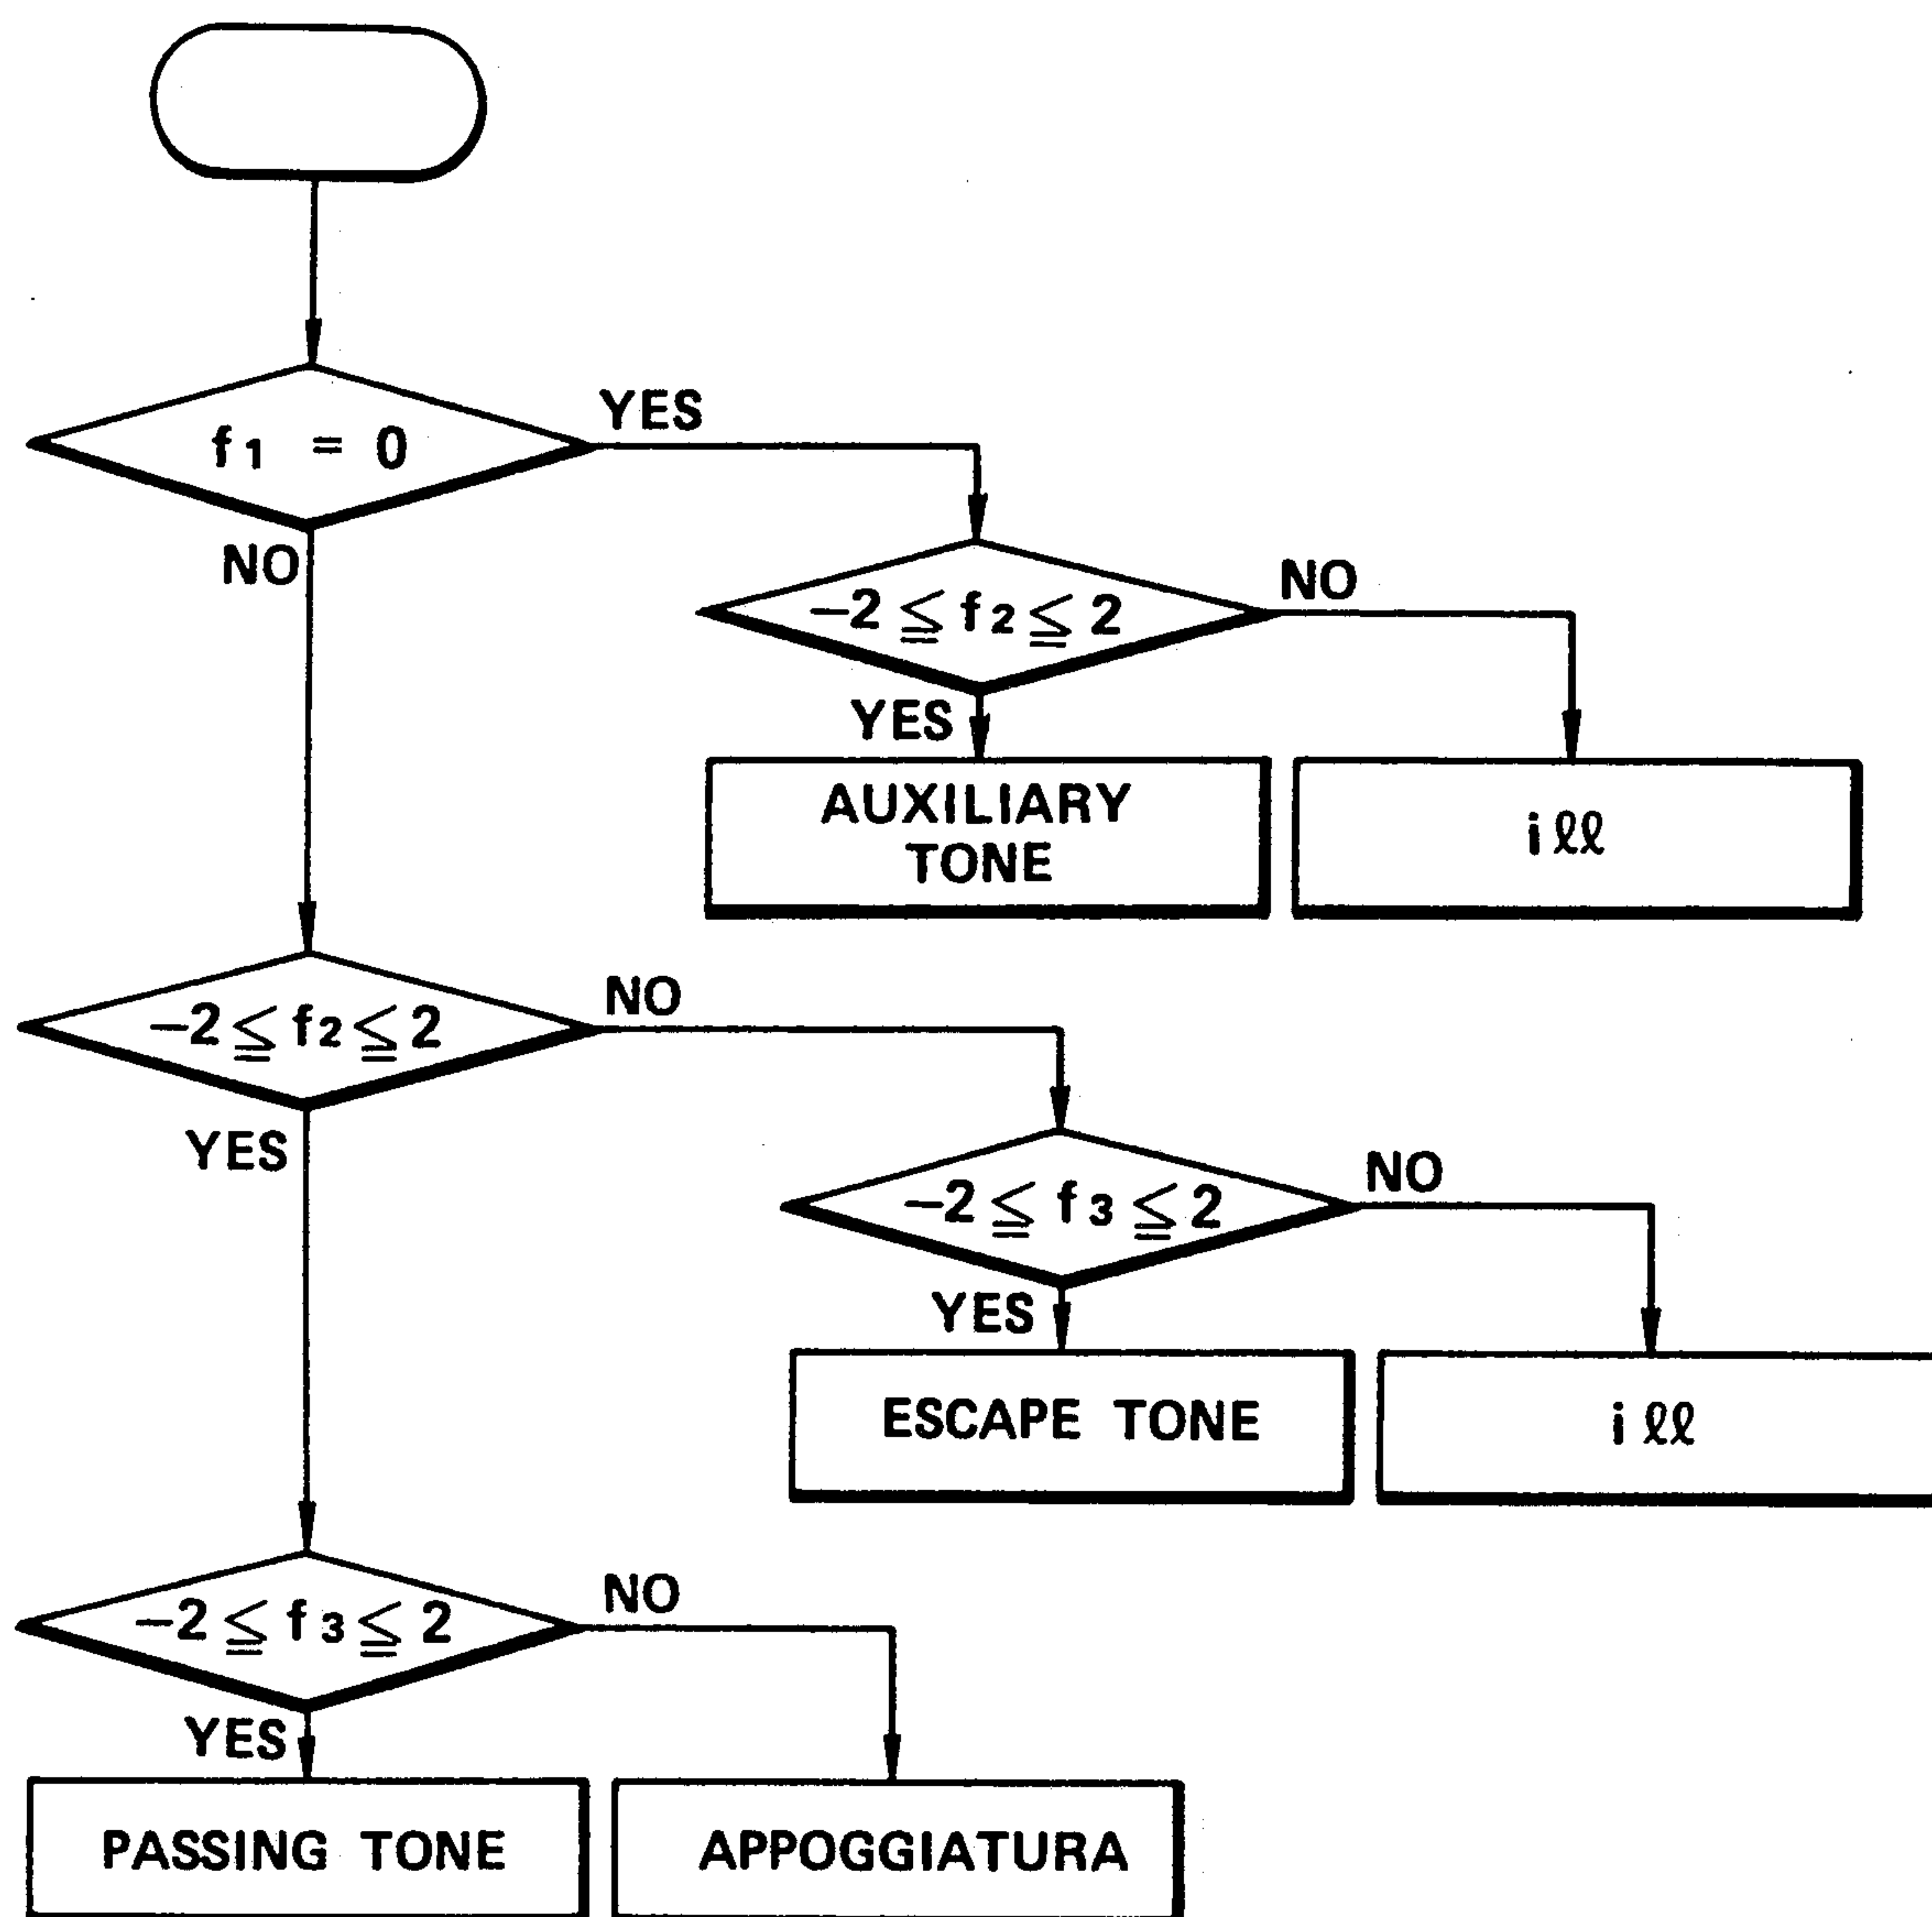 f1 = 0
YES
NO
−2 ≦ f2 ≦ 2
NO
YES
AUXILIARY
TONE
iℓℓ
−2 ≦ f2 ≦ 2
NO
YES
−2 ≦ f3 ≦ 2
NO
YES
ESCAPE TONE
iℓℓ
−2 ≦ f3 ≦ 2
NO
YES
PASSING TONE
APPOGGIATURA